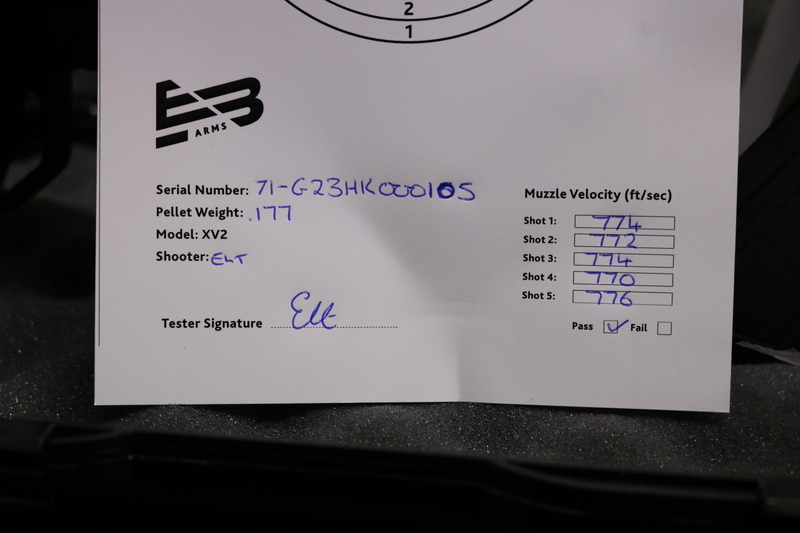 2
1
EB
ARMS
Serial Number: 71-G23HK000105
Pellet Weight: .177
Model: XV2
Shooter: ELT
Tester Signature Elt
Muzzle Velocity (ft/sec)
Shot 1: 774
Shot 2: 772
Shot 3: 774
Shot 4: 770
Shot 5: 776
Pass ✓ Fail